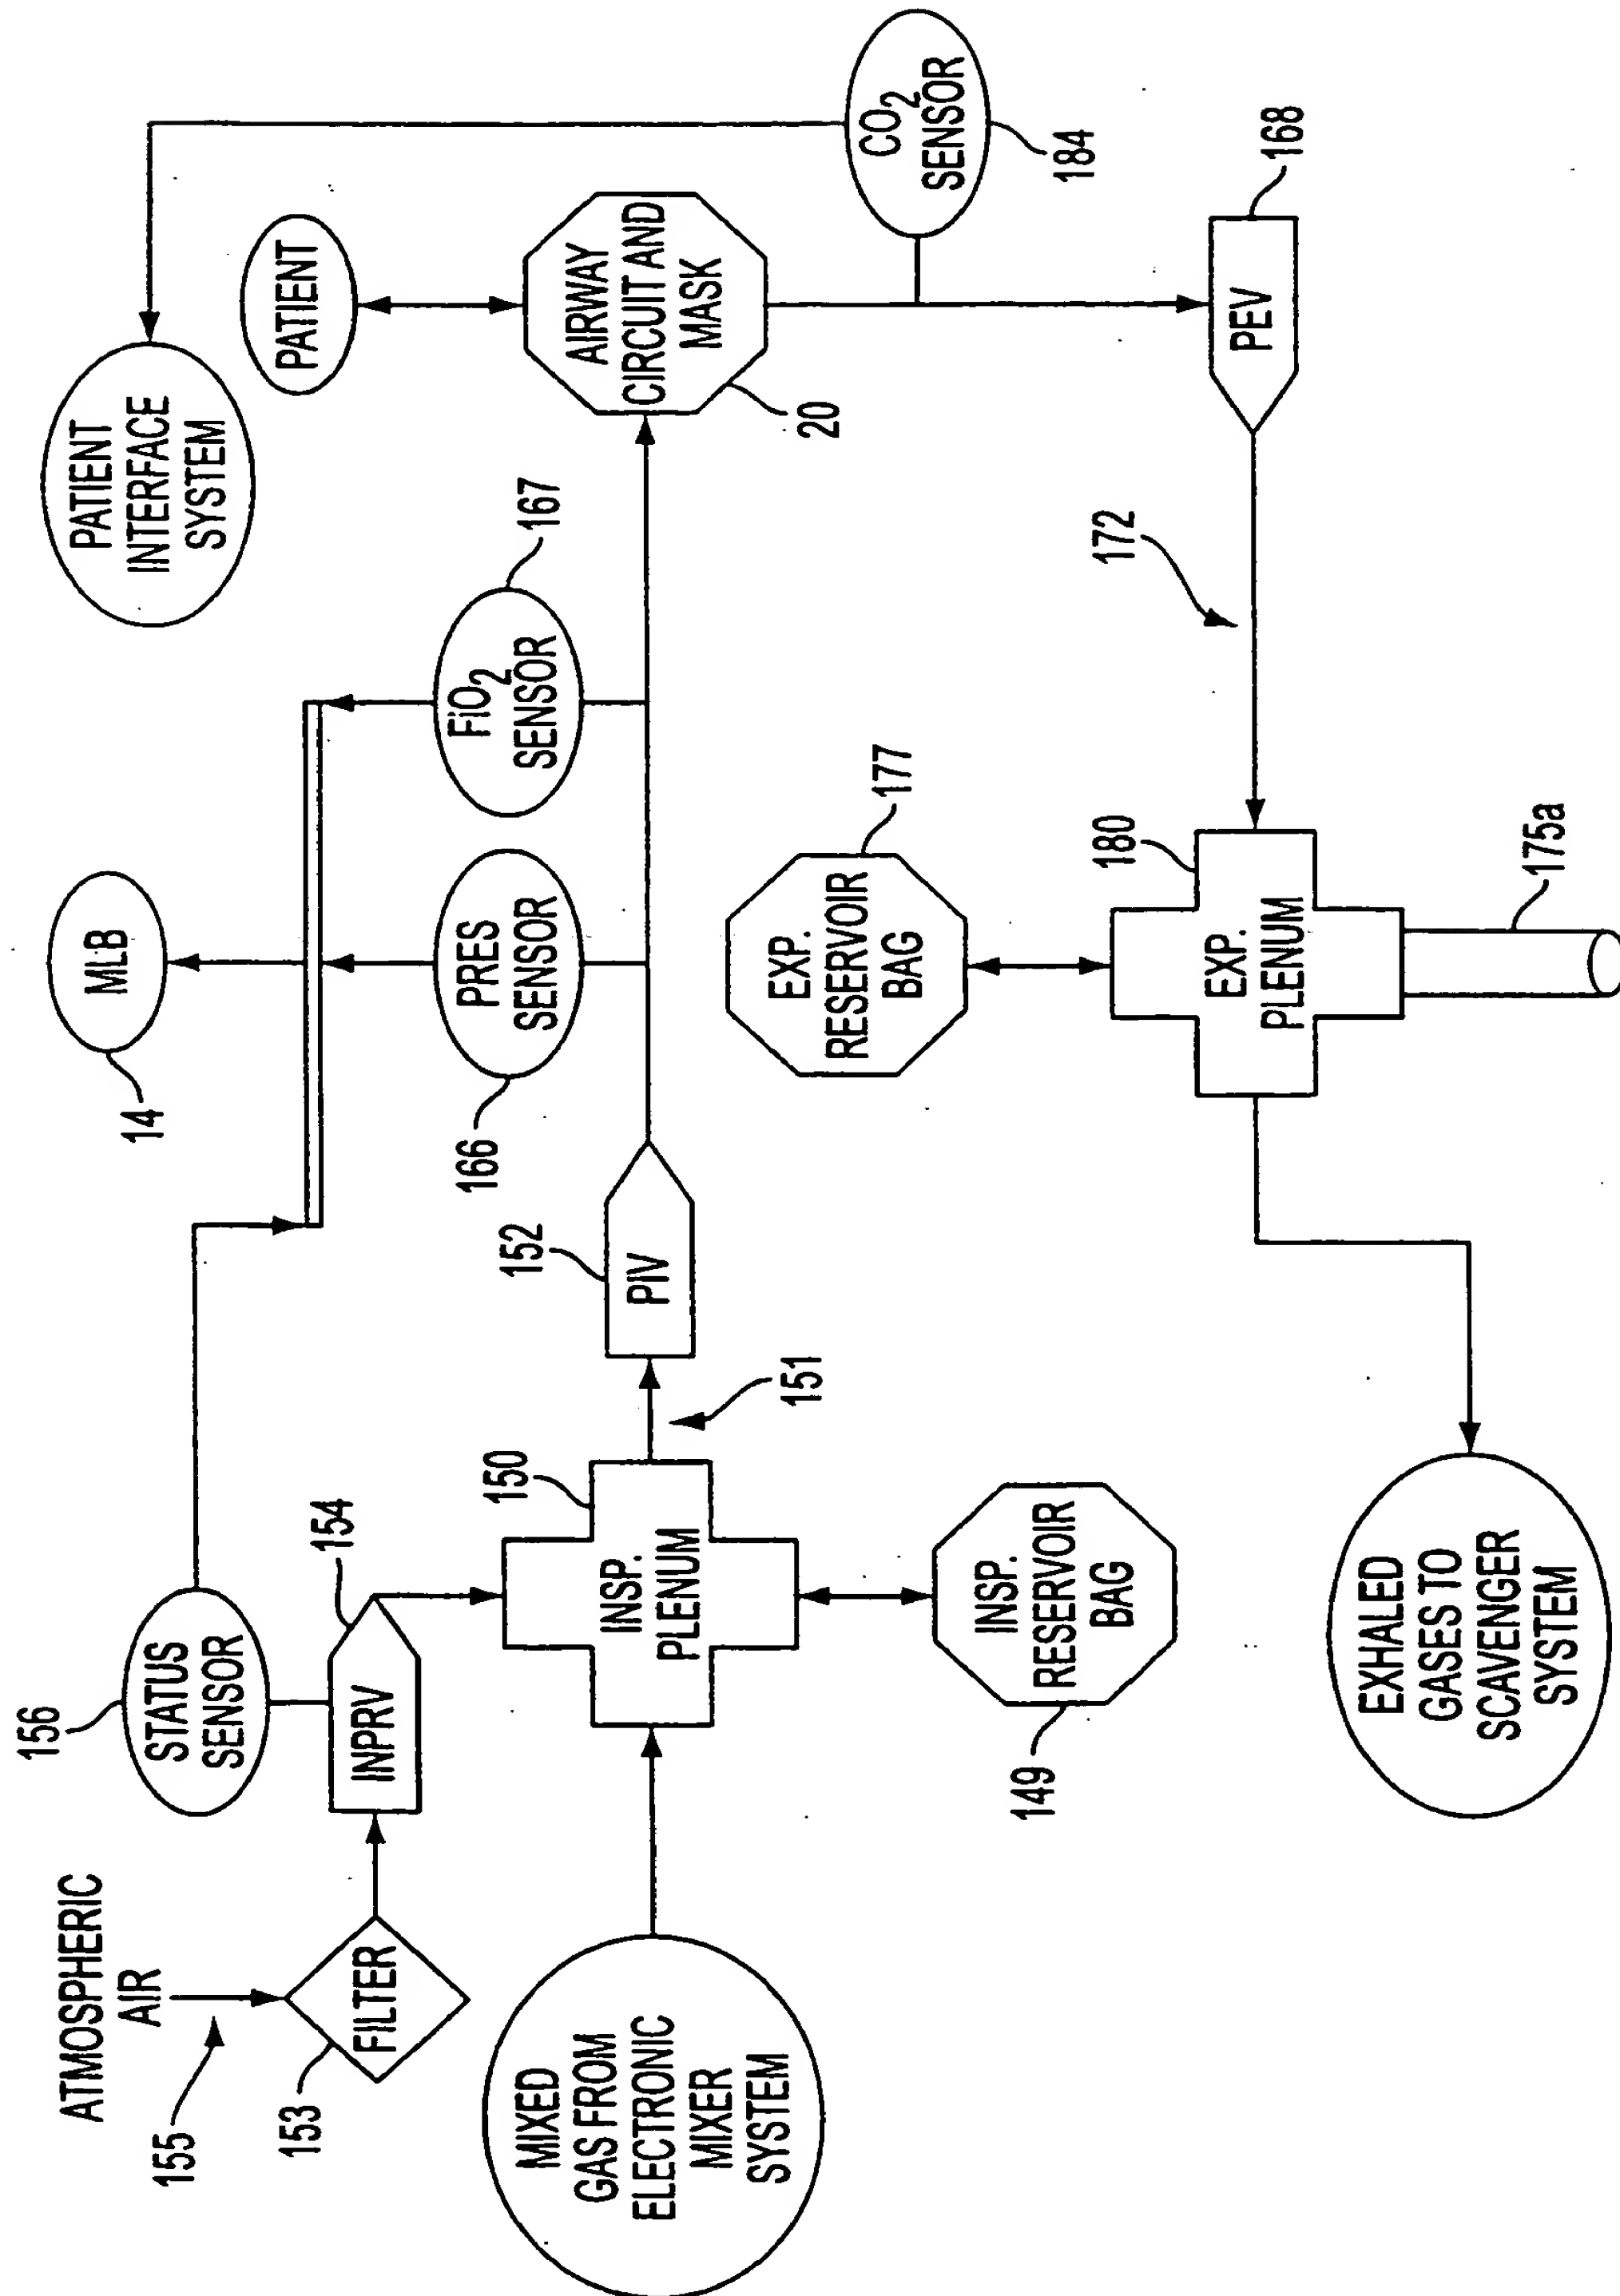 ATMOSPHERIC
AIR
155
FILTER
153
156
STATUS
SENSOR
INPRV
154
14
MLB
PATIENT
INTERFACE
SYSTEM
PATIENT
PRES
SENSOR
166
FiO2
SENSOR
167
MIXED
GAS FROM
ELECTRONIC
MIXER
SYSTEM
INSP.
PLENUM
150
151
PIV
152
AIRWAY
CIRCUIT AND
MASK
20
CO2
SENSOR
184
INSP.
RESERVOIR
BAG
149
EXP.
RESERVOIR
BAG
177
PEV
168
172
EXP.
PLENUM
180
175a
EXHALED
GASES TO
SCAVENGER
SYSTEM